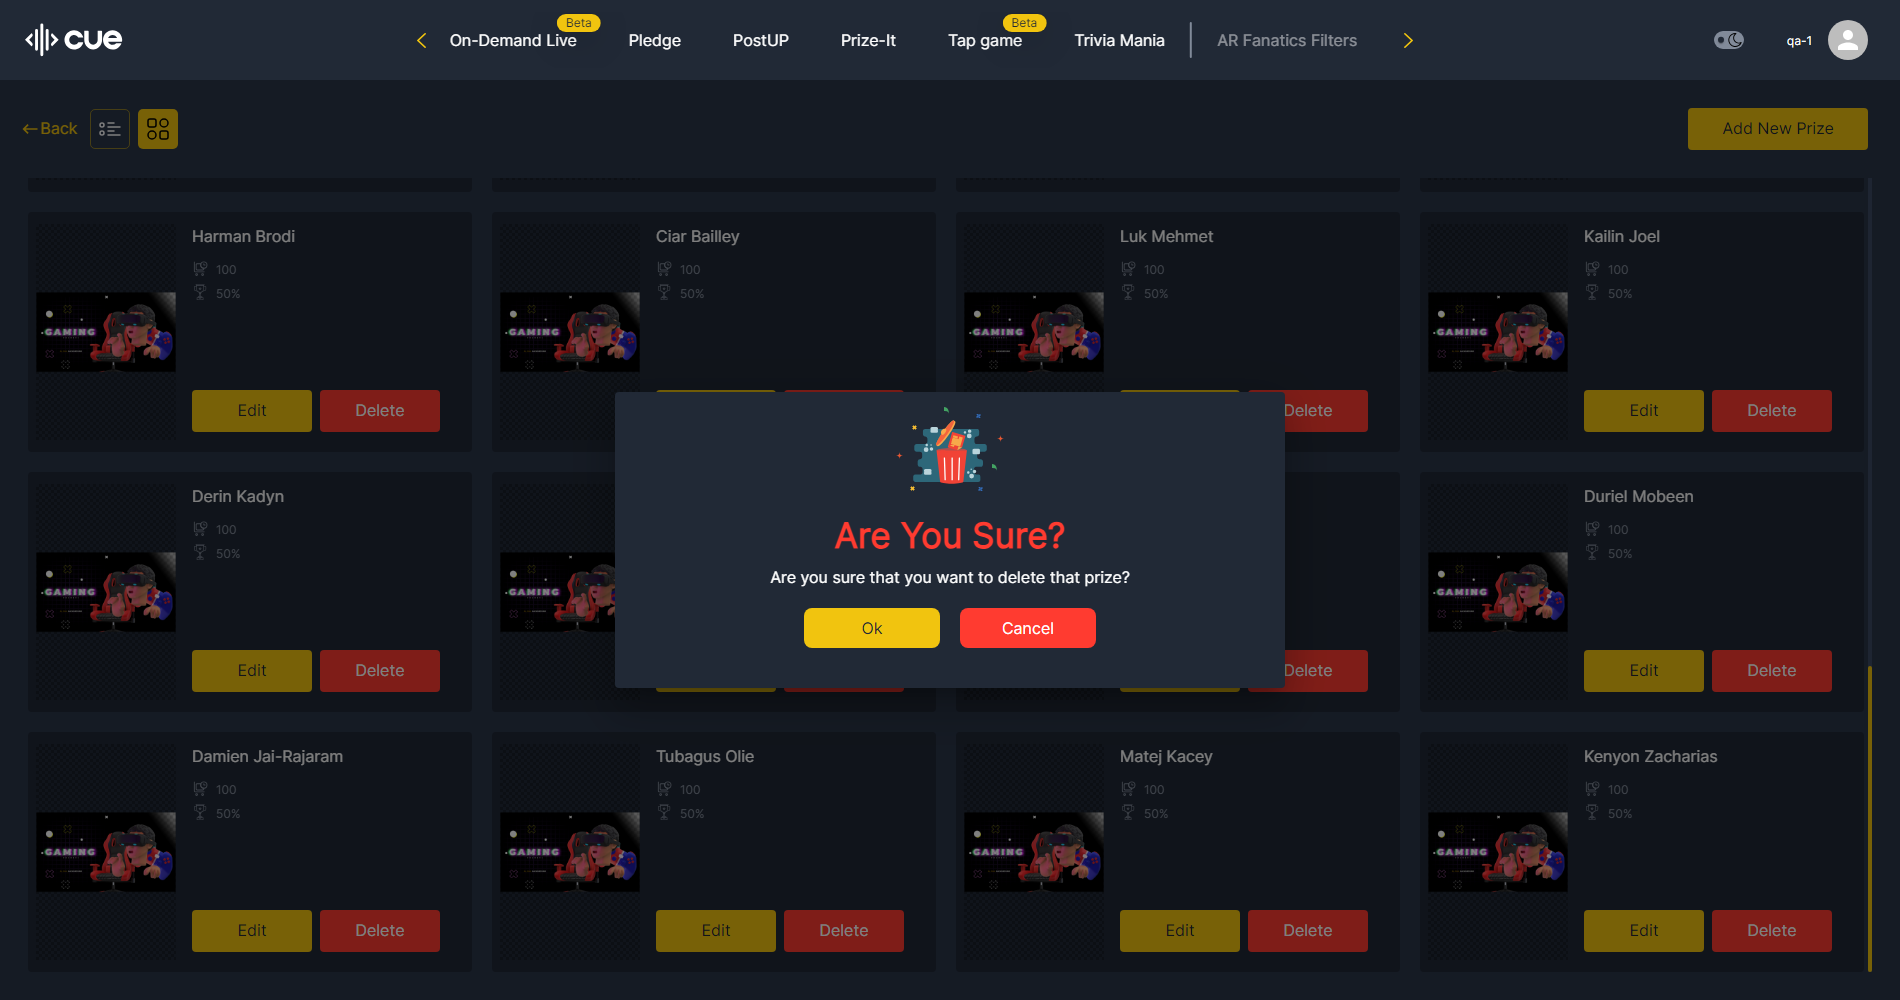 cue
On-Demand Live
Beta
Pledge
PostUP
Prize-It
Tap game
Beta
Trivia Mania
AR Fanatics Filters
qa-1
Back
Add New Prize
Harman Brodi
100
50%
GAMING
Edit
Delete
Ciar Bailley
100
50%
GAMING
Luk Mehmet
100
50%
GAMING
Delete
Kailin Joel
100
50%
GAMING
Edit
Delete
Are You Sure?
Are you sure that you want to delete that prize?
Ok
Cancel
Derin Kadyn
100
50%
GAMING
Edit
Delete
GAMING
Delete
Duriel Mobeen
100
50%
GAMING
Edit
Delete
Damien Jai-Rajaram
100
50%
GAMING
Edit
Delete
Tubagus Olie
100
50%
GAMING
Edit
Delete
Matej Kacey
100
50%
GAMING
Edit
Delete
Kenyon Zacharias
100
50%
GAMING
Edit
Delete